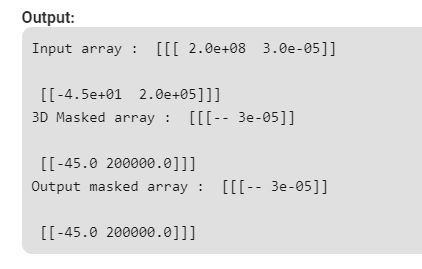 Output:
Input array :  [[[ 2.0e+08  3.0e-05]]
 [[-4.5e+01  2.0e+05]]]
3D Masked array :  [[[-- 3e-05]]
 [[-45.0 200000.0]]]
Output masked array :  [[[-- 3e-05]]
 [[-45.0 200000.0]]]